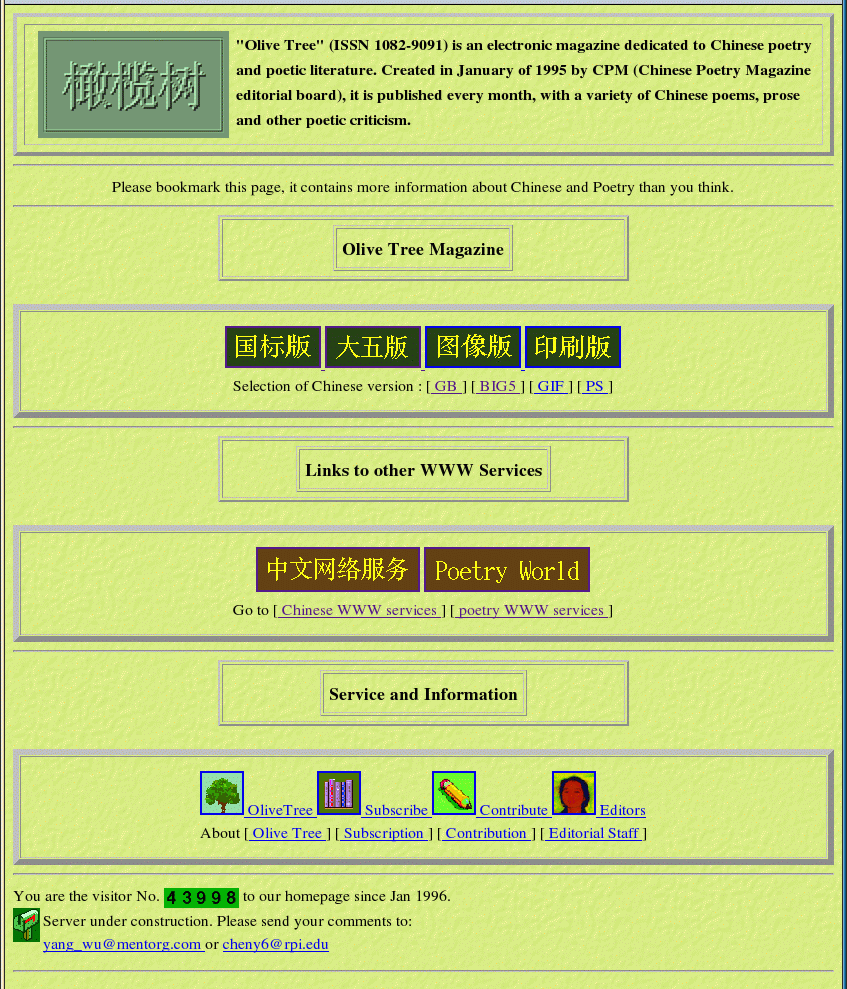 橄榄树
"Olive Tree" (ISSN 1082-9091) is an electronic magazine dedicated to Chinese poetry
and poetic literature. Created in January of 1995 by CPM (Chinese Poetry Magazine
editorial board), it is published every month, with a variety of Chinese poems, prose
and other poetic criticism.
Please bookmark this page, it contains more information about Chinese and Poetry than you think.
Olive Tree Magazine
国标版 大五版 图像版 印刷版
Selection of Chinese version : [ GB ] [ BIG5 ] [ GIF ] [ PS ]
Links to other WWW Services
中文网络服务 Poetry World
Go to [ Chinese WWW services ] [ poetry WWW services ]
Service and Information
OliveTree Subscribe Contribute Editors
About [ Olive Tree ] [ Subscription ] [ Contribution ] [ Editorial Staff ]
You are the visitor No. 43998 to our homepage since Jan 1996.
Server under construction. Please send your comments to:
yang_wu@mentorg.com or cheny6@rpi.edu